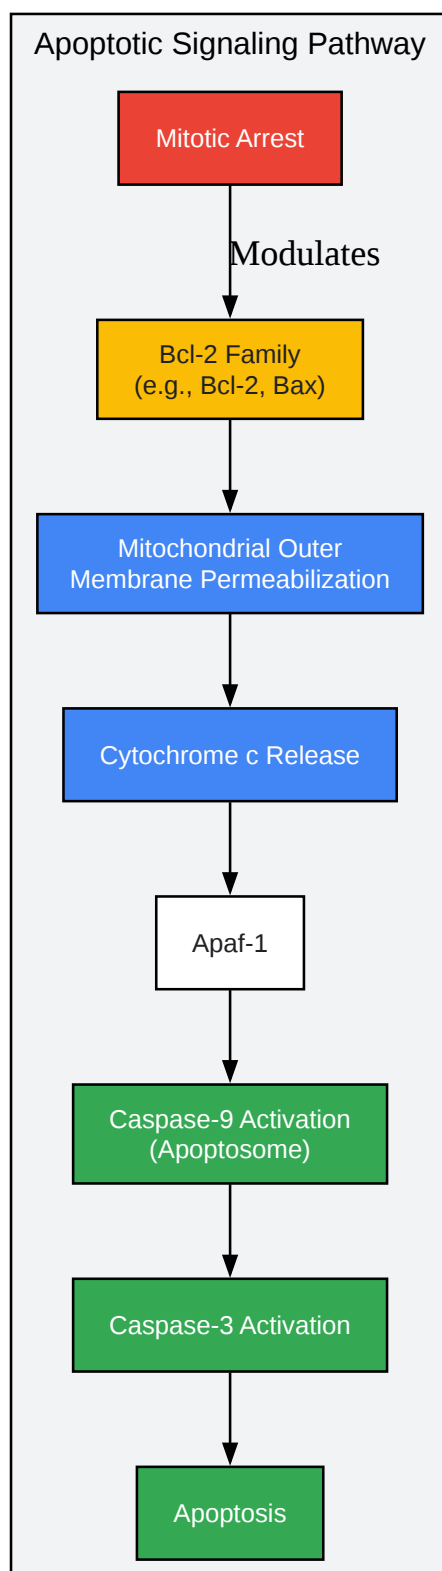 Apoptotic Signaling Pathway
Mitotic Arrest
Modulates
Bcl-2 Family
(e.g., Bcl-2, Bax)
Mitochondrial Outer
Membrane Permeabilization
Cytochrome c Release
Apaf-1
Caspase-9 Activation
(Apoptosome)
Caspase-3 Activation
Apoptosis